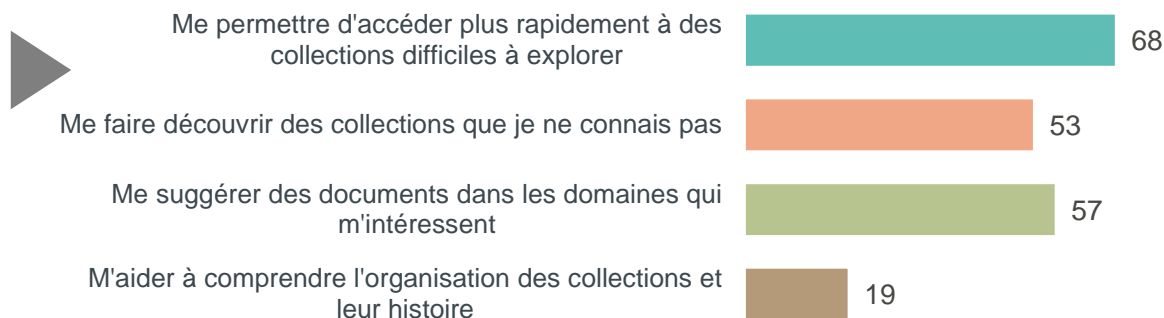 Me permettre d'accéder plus rapidement à des
collections difficiles à explorer
68
Me faire découvrir des collections que je ne connais pas
53
Me suggérer des documents dans les domaines qui
m'intéressent
57
M'aider à comprendre l'organisation des collections et
leur histoire
19